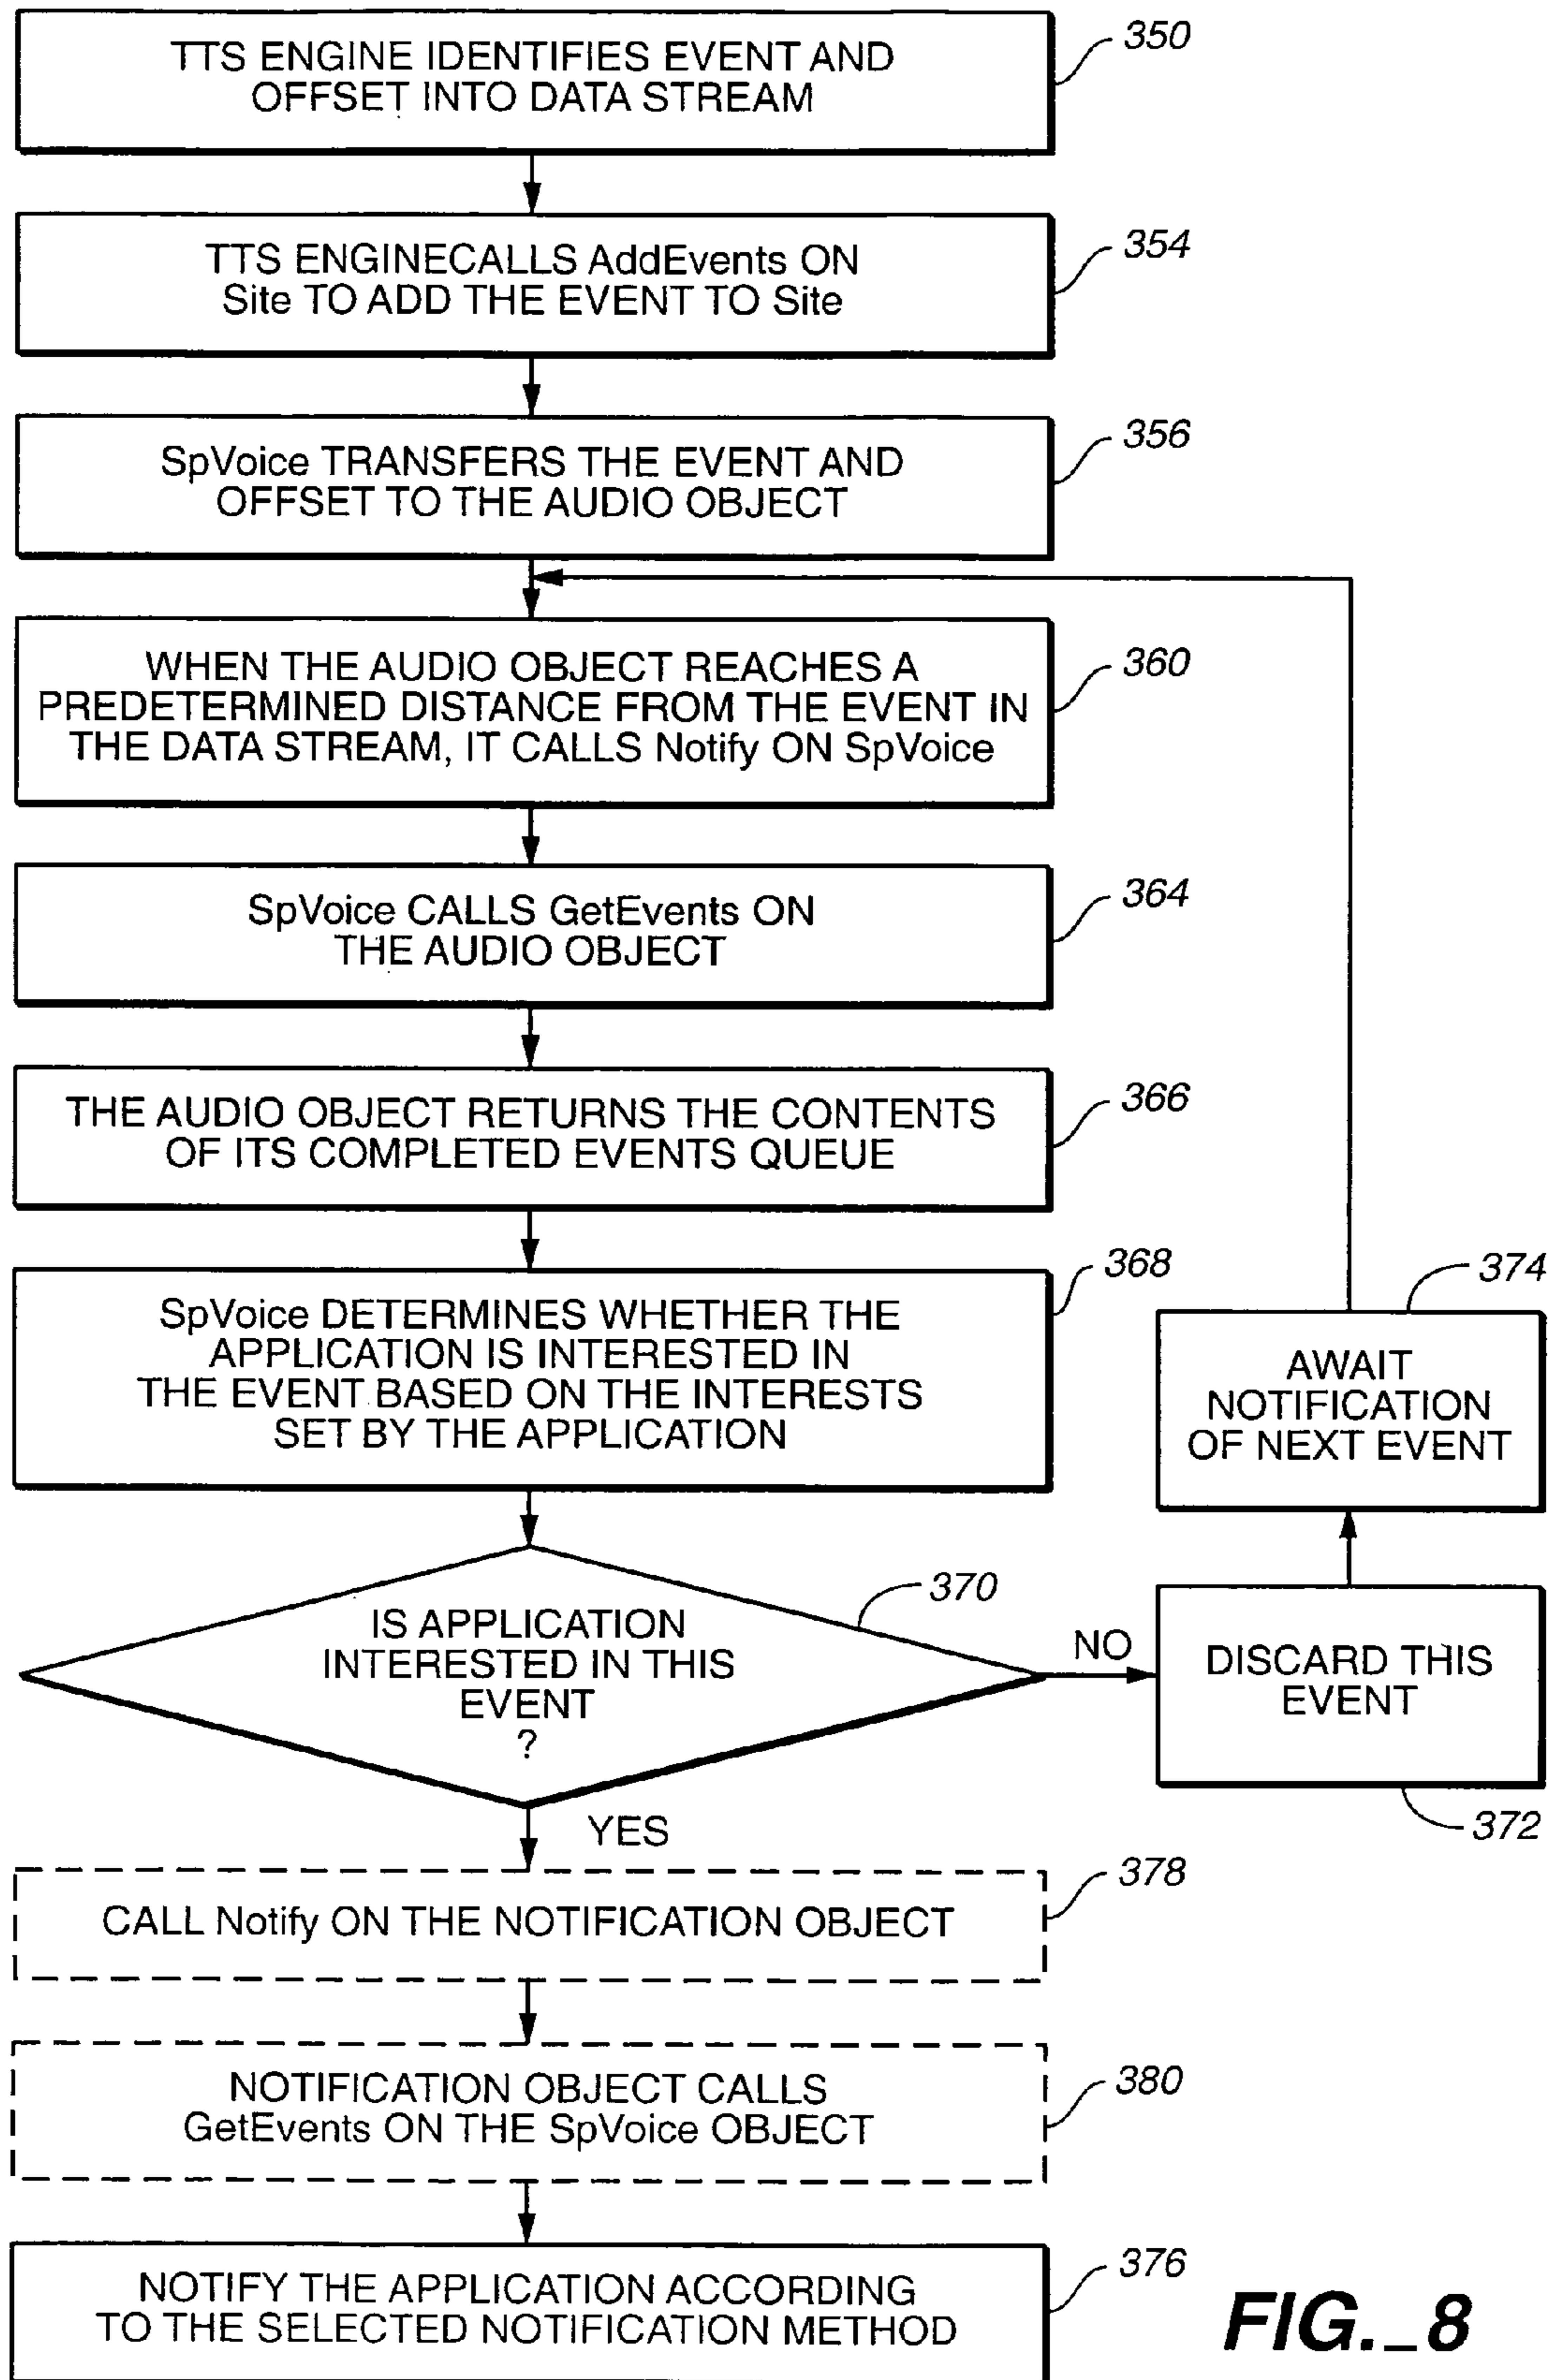 TTS ENGINE IDENTIFIES EVENT AND
OFFSET INTO DATA STREAM
350
TTS ENGINECALLS AddEvents ON
Site TO ADD THE EVENT TO Site
354
SpVoice TRANSFERS THE EVENT AND
OFFSET TO THE AUDIO OBJECT
356
WHEN THE AUDIO OBJECT REACHES A
PREDETERMINED DISTANCE FROM THE EVENT IN
THE DATA STREAM, IT CALLS Notify ON SpVoice
360
SpVoice CALLS GetEvents ON
THE AUDIO OBJECT
364
THE AUDIO OBJECT RETURNS THE CONTENTS
OF ITS COMPLETED EVENTS QUEUE
366
SpVoice DETERMINES WHETHER THE
APPLICATION IS INTERESTED IN
THE EVENT BASED ON THE INTERESTS
SET BY THE APPLICATION
368
374
AWAIT
NOTIFICATION
OF NEXT EVENT
IS APPLICATION
INTERESTED IN THIS
EVENT
?
370
NO
DISCARD THIS
EVENT
372
YES
CALL Notify ON THE NOTIFICATION OBJECT
378
NOTIFICATION OBJECT CALLS
GetEvents ON THE SpVoice OBJECT
380
NOTIFY THE APPLICATION ACCORDING
TO THE SELECTED NOTIFICATION METHOD
376
FIG._8